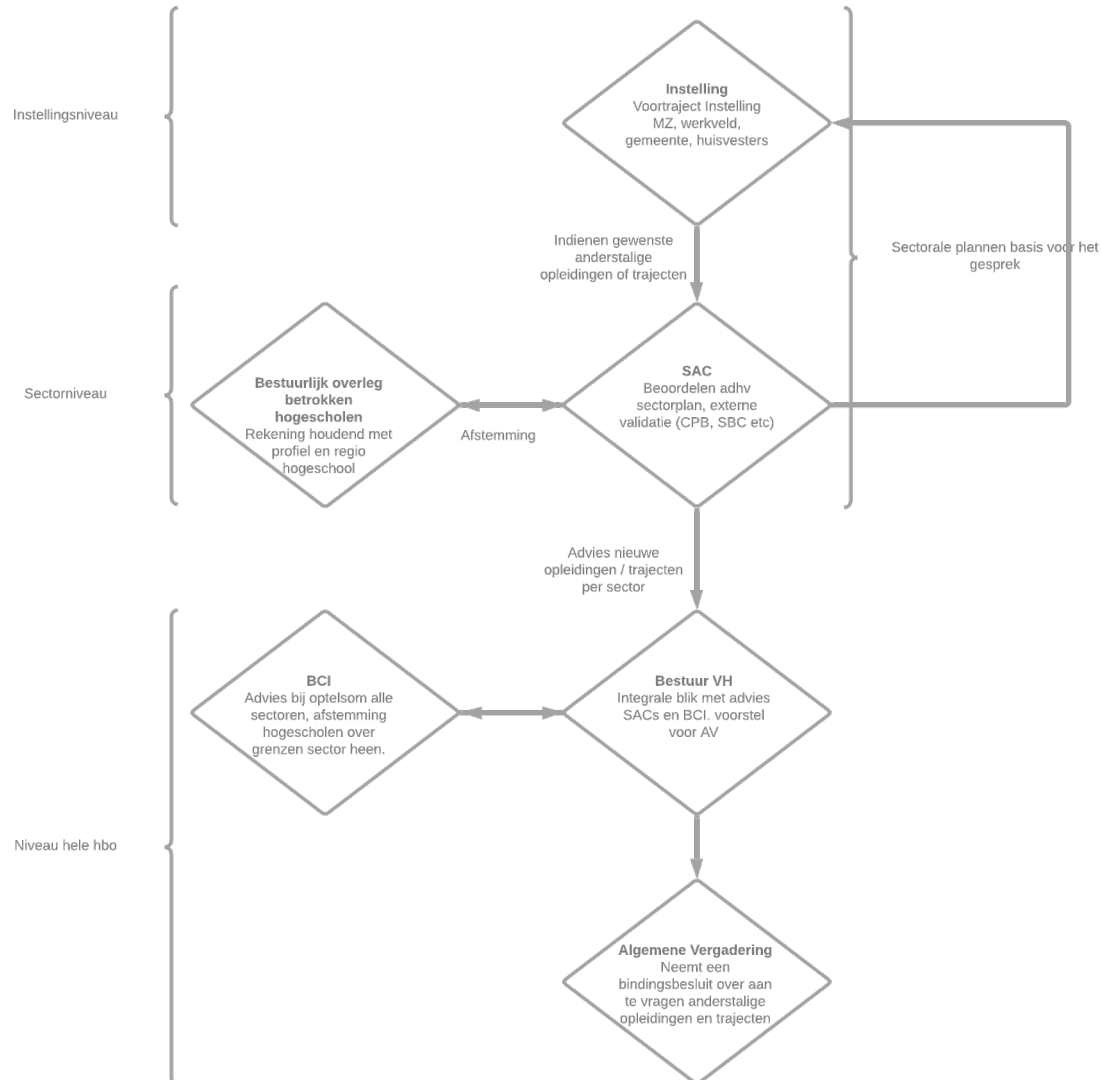 Instellingsniveau
Instelling
Voortraject Instelling
MZ, werkveld,
gemeente, huisvesters
Indienen gewenste
anderstalige
opleidingen of trajecten
Sectorale plannen basis voor het
gesprek
Sectorniveau
Bestuurlijk overleg
betrokken
hogescholen
Rekening houdend met
profiel en regio
hogeschool
Afstemming
SAC
Beoordelen adhv
sectorplan, externe
validatie (CPB, SBC etc)
Advies nieuwe
opleidingen / trajecten
per sector
Niveau hele hbo
BCI
Advies bij optelsom alle
sectoren, afstemming
hogescholen over
grenzen sector heen.
Bestuur VH
Integrale blik met advies
SACs en BCI. voorstel
voor AV
Algemene Vergadering
Neemt een
bindingsbesluit over aan
te vragen anderstalige
opleidingen en trajecten